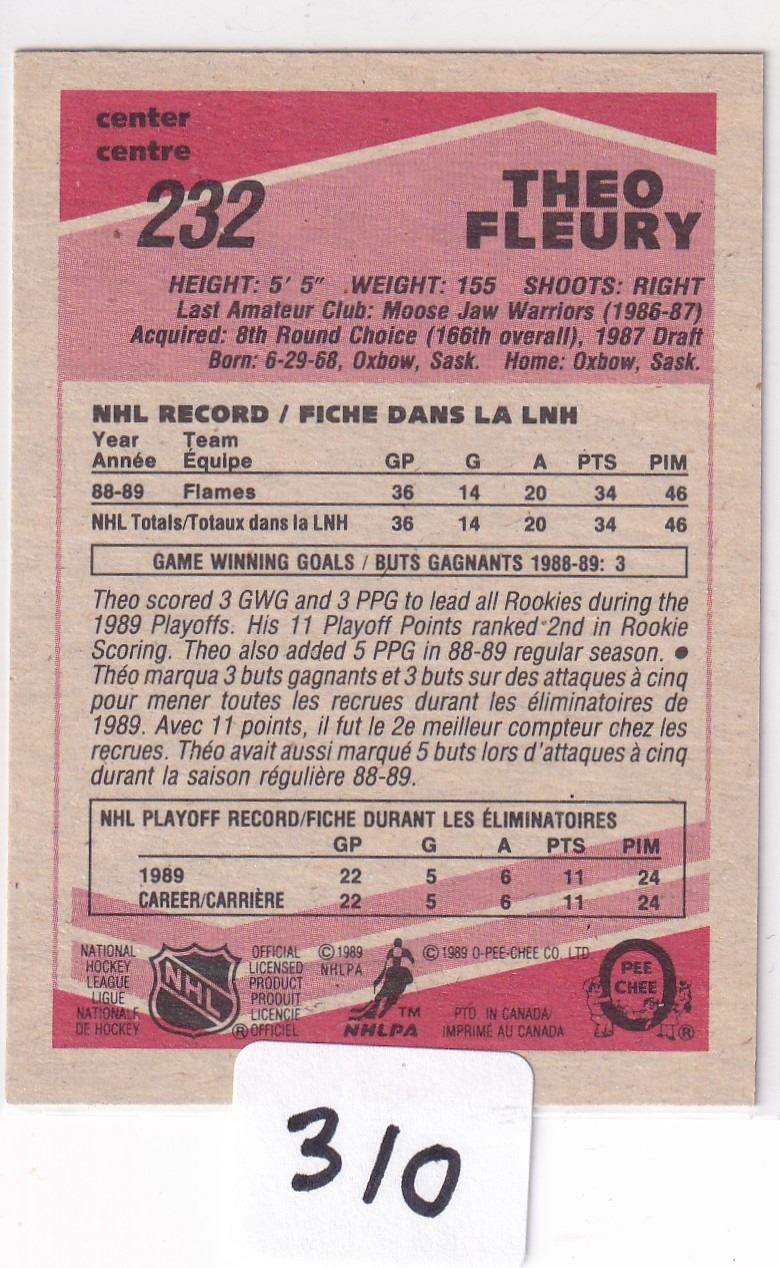 center
centre
232
THEO
FLEURY
HEIGHT: 5' 5" WEIGHT: 155 SHOOTS: RIGHT
Last Amateur Club: Moose Jaw Warriors (1986-87)
Acquired: 8th Round Choice (166th overall), 1987 Draft
Born: 6-29-68, Oxbow, Sask. Home: Oxbow, Sask.
NHL RECORD / FICHE DANS LA LNH
Year Team
Année Équipe GP G A PTS PIM
88-89 Flames 36 14 20 34 46
NHL Totals/Totaux dans la LNH 36 14 20 34 46
GAME WINNING GOALS / BUTS GAGNANTS 1988-89: 3
Theo scored 3 GWG and 3 PPG to lead all Rookies during the
1989 Playoffs. His 11 Playoff Points ranked 2nd in Rookie
Scoring. Theo also added 5 PPG in 88-89 regular season. ●
Théo marqua 3 buts gagnants et 3 buts sur des attaques à cinq
pour mener toutes les recrues durant les éliminatoires de
1989. Avec 11 points, il fut le 2e meilleur compteur chez les
recrues. Théo avait aussi marqué 5 buts lors d'attaques à cinq
durant la saison régulière 88-89.
NHL PLAYOFF RECORD/FICHE DURANT LES ÉLIMINATOIRES
GP G A PTS PIM
1989 22 5 6 11 24
CAREER/CARRIÈRE 22 5 6 11 24
NATIONAL
HOCKEY
LEAGUE
LIGUE
NATIONALE
DE HOCKEY
NHL
®
OFFICIAL
LICENSED
PRODUCT
PRODUIT
LICENCIE
OFFICIEL
© 1989
NHLPA
TM
NHLPA
© 1989 O-PEE-CHEE CO. LTD.
PTD. IN CANADA/
IMPRIMÉ AU CANADA
O
PEE
CHEE
®
310